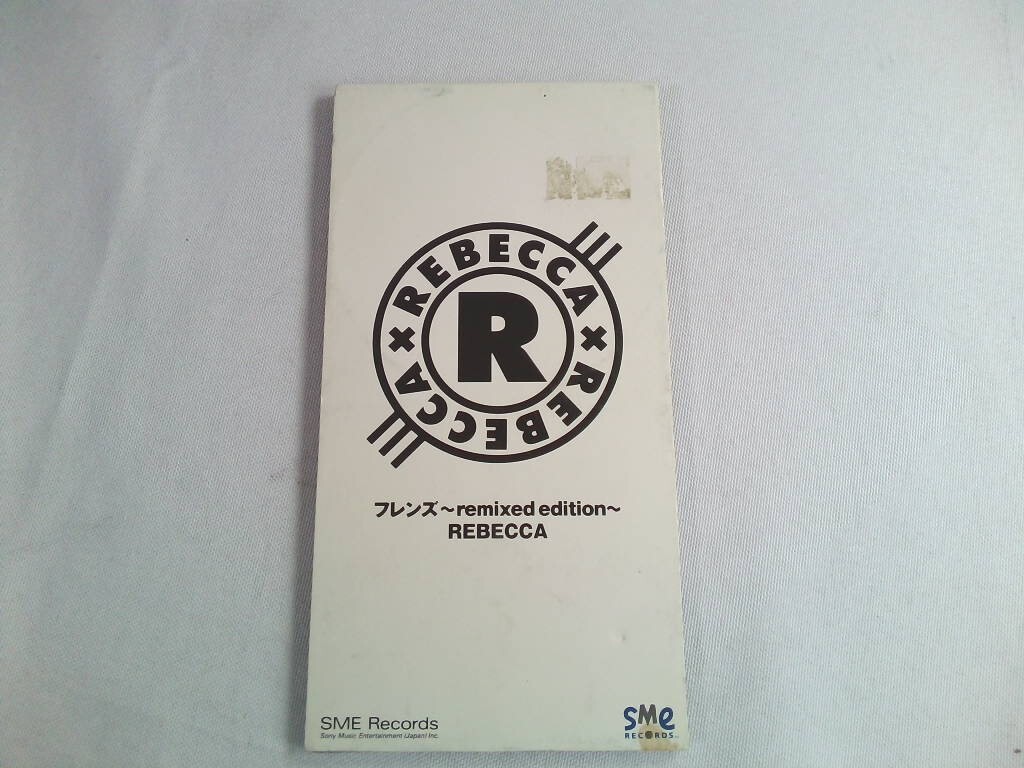 REBECCA × REBECCA ×
R
フレンズ〜remixed edition〜
REBECCA
SME Records
Sony Music Entertainment (Japan) Inc.
SMe
RECORDS